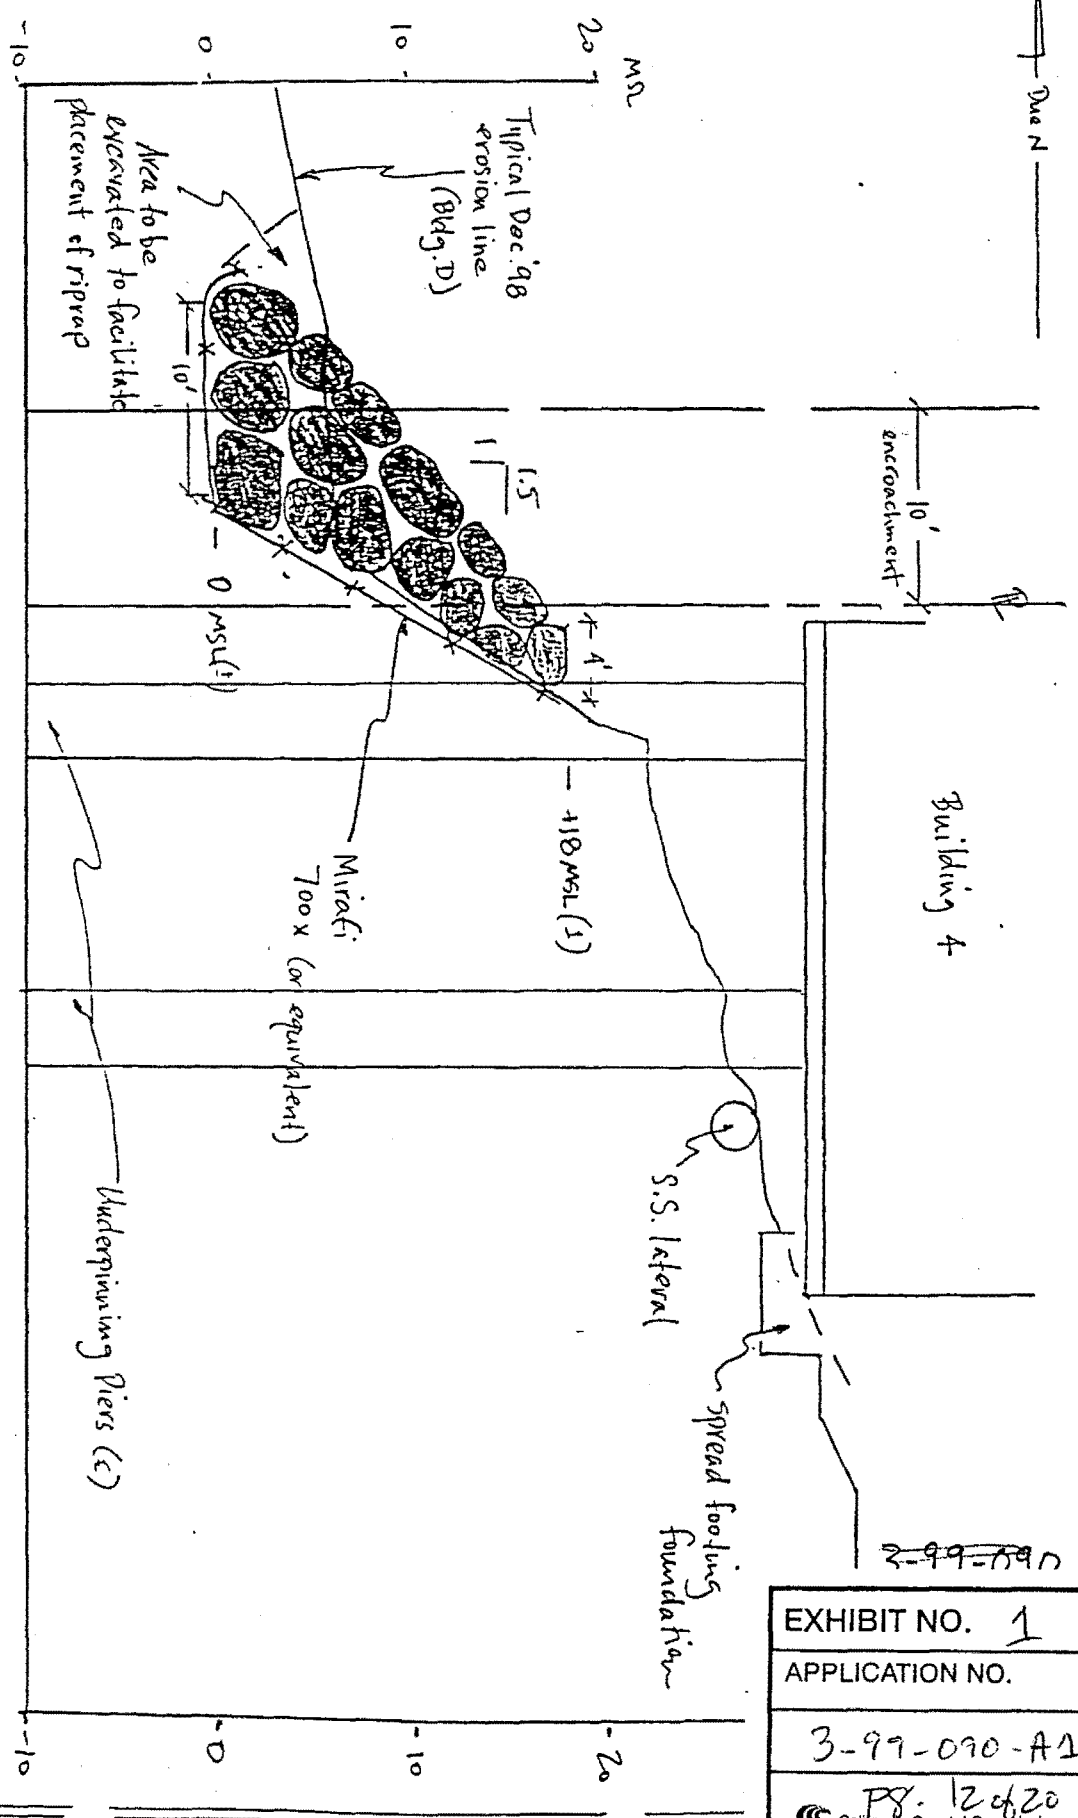 Due N
MSL
20
10
0
-10
Typical Dec. '98
erosion line
(Bldg. D)
Area to be
excavated to facilitate
placement of riprap
10'
1
1.5
10'
encroachment
4'
- 0 MSL(±)
- +18 MSL(±)
Mirafi
700x (or equivalent)
Building 4
S.S. lateral
spread footing
foundation
Underpinning Piers (E)
-10
0
10
20
3-99-090
EXHIBIT NO. 1
APPLICATION NO.
3-99-090-A1
pg. 12 of 20